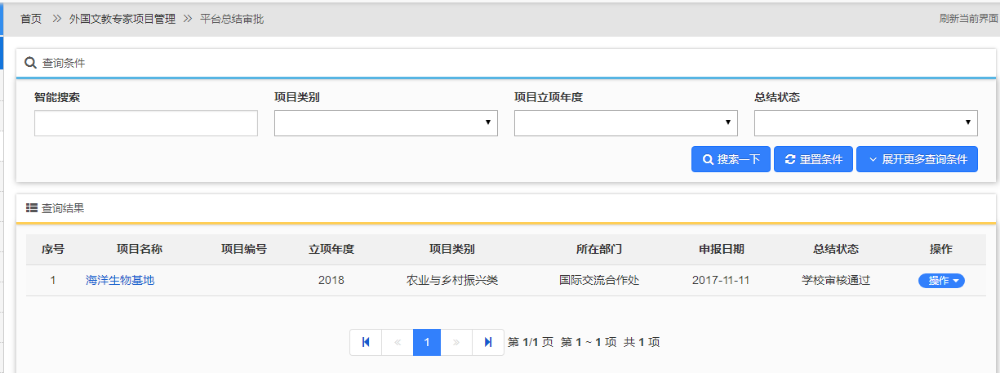 首页 » 外国文教专家项目管理 » 平台总结审批 刷新当前界面
查询条件
智能搜索 项目类别 项目立项年度 总结状态
搜索一下 重置条件 展开更多查询条件
查询结果
序号 项目名称 项目编号 立项年度 项目类别 所在部门 申报日期 总结状态 操作
1 海洋生物基地 2018 农业与乡村振兴类 国际交流合作处 2017-11-11 学校审核通过 操作
« 1 » 第 1/1 页 第 1 ~ 1 项 共 1 项